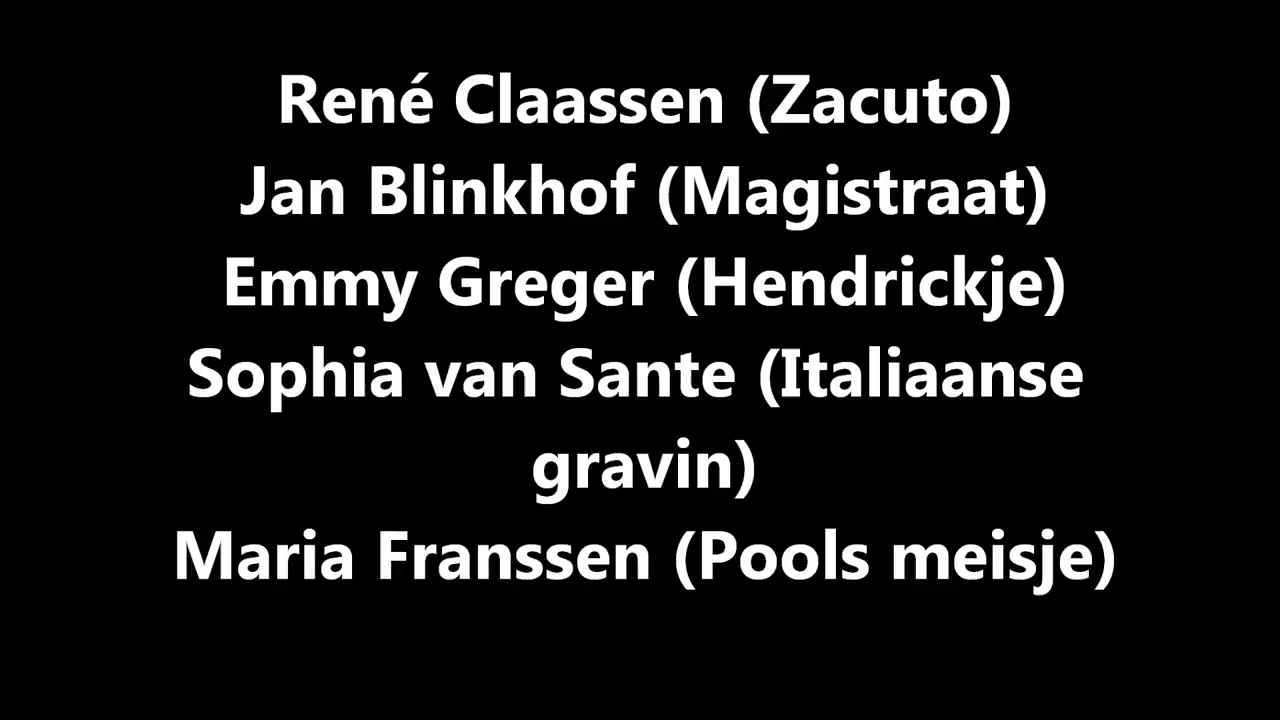 René Claassen (Zacuto)
Jan Blinkhof (Magistraat)
Emmy Greger (Hendrickje)
Sophia van Sante (Italiaanse
gravin)
Maria Franssen (Pools meisje)